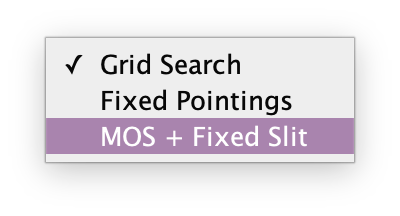 ✓ Grid Search
Fixed Pointings
MOS + Fixed Slit